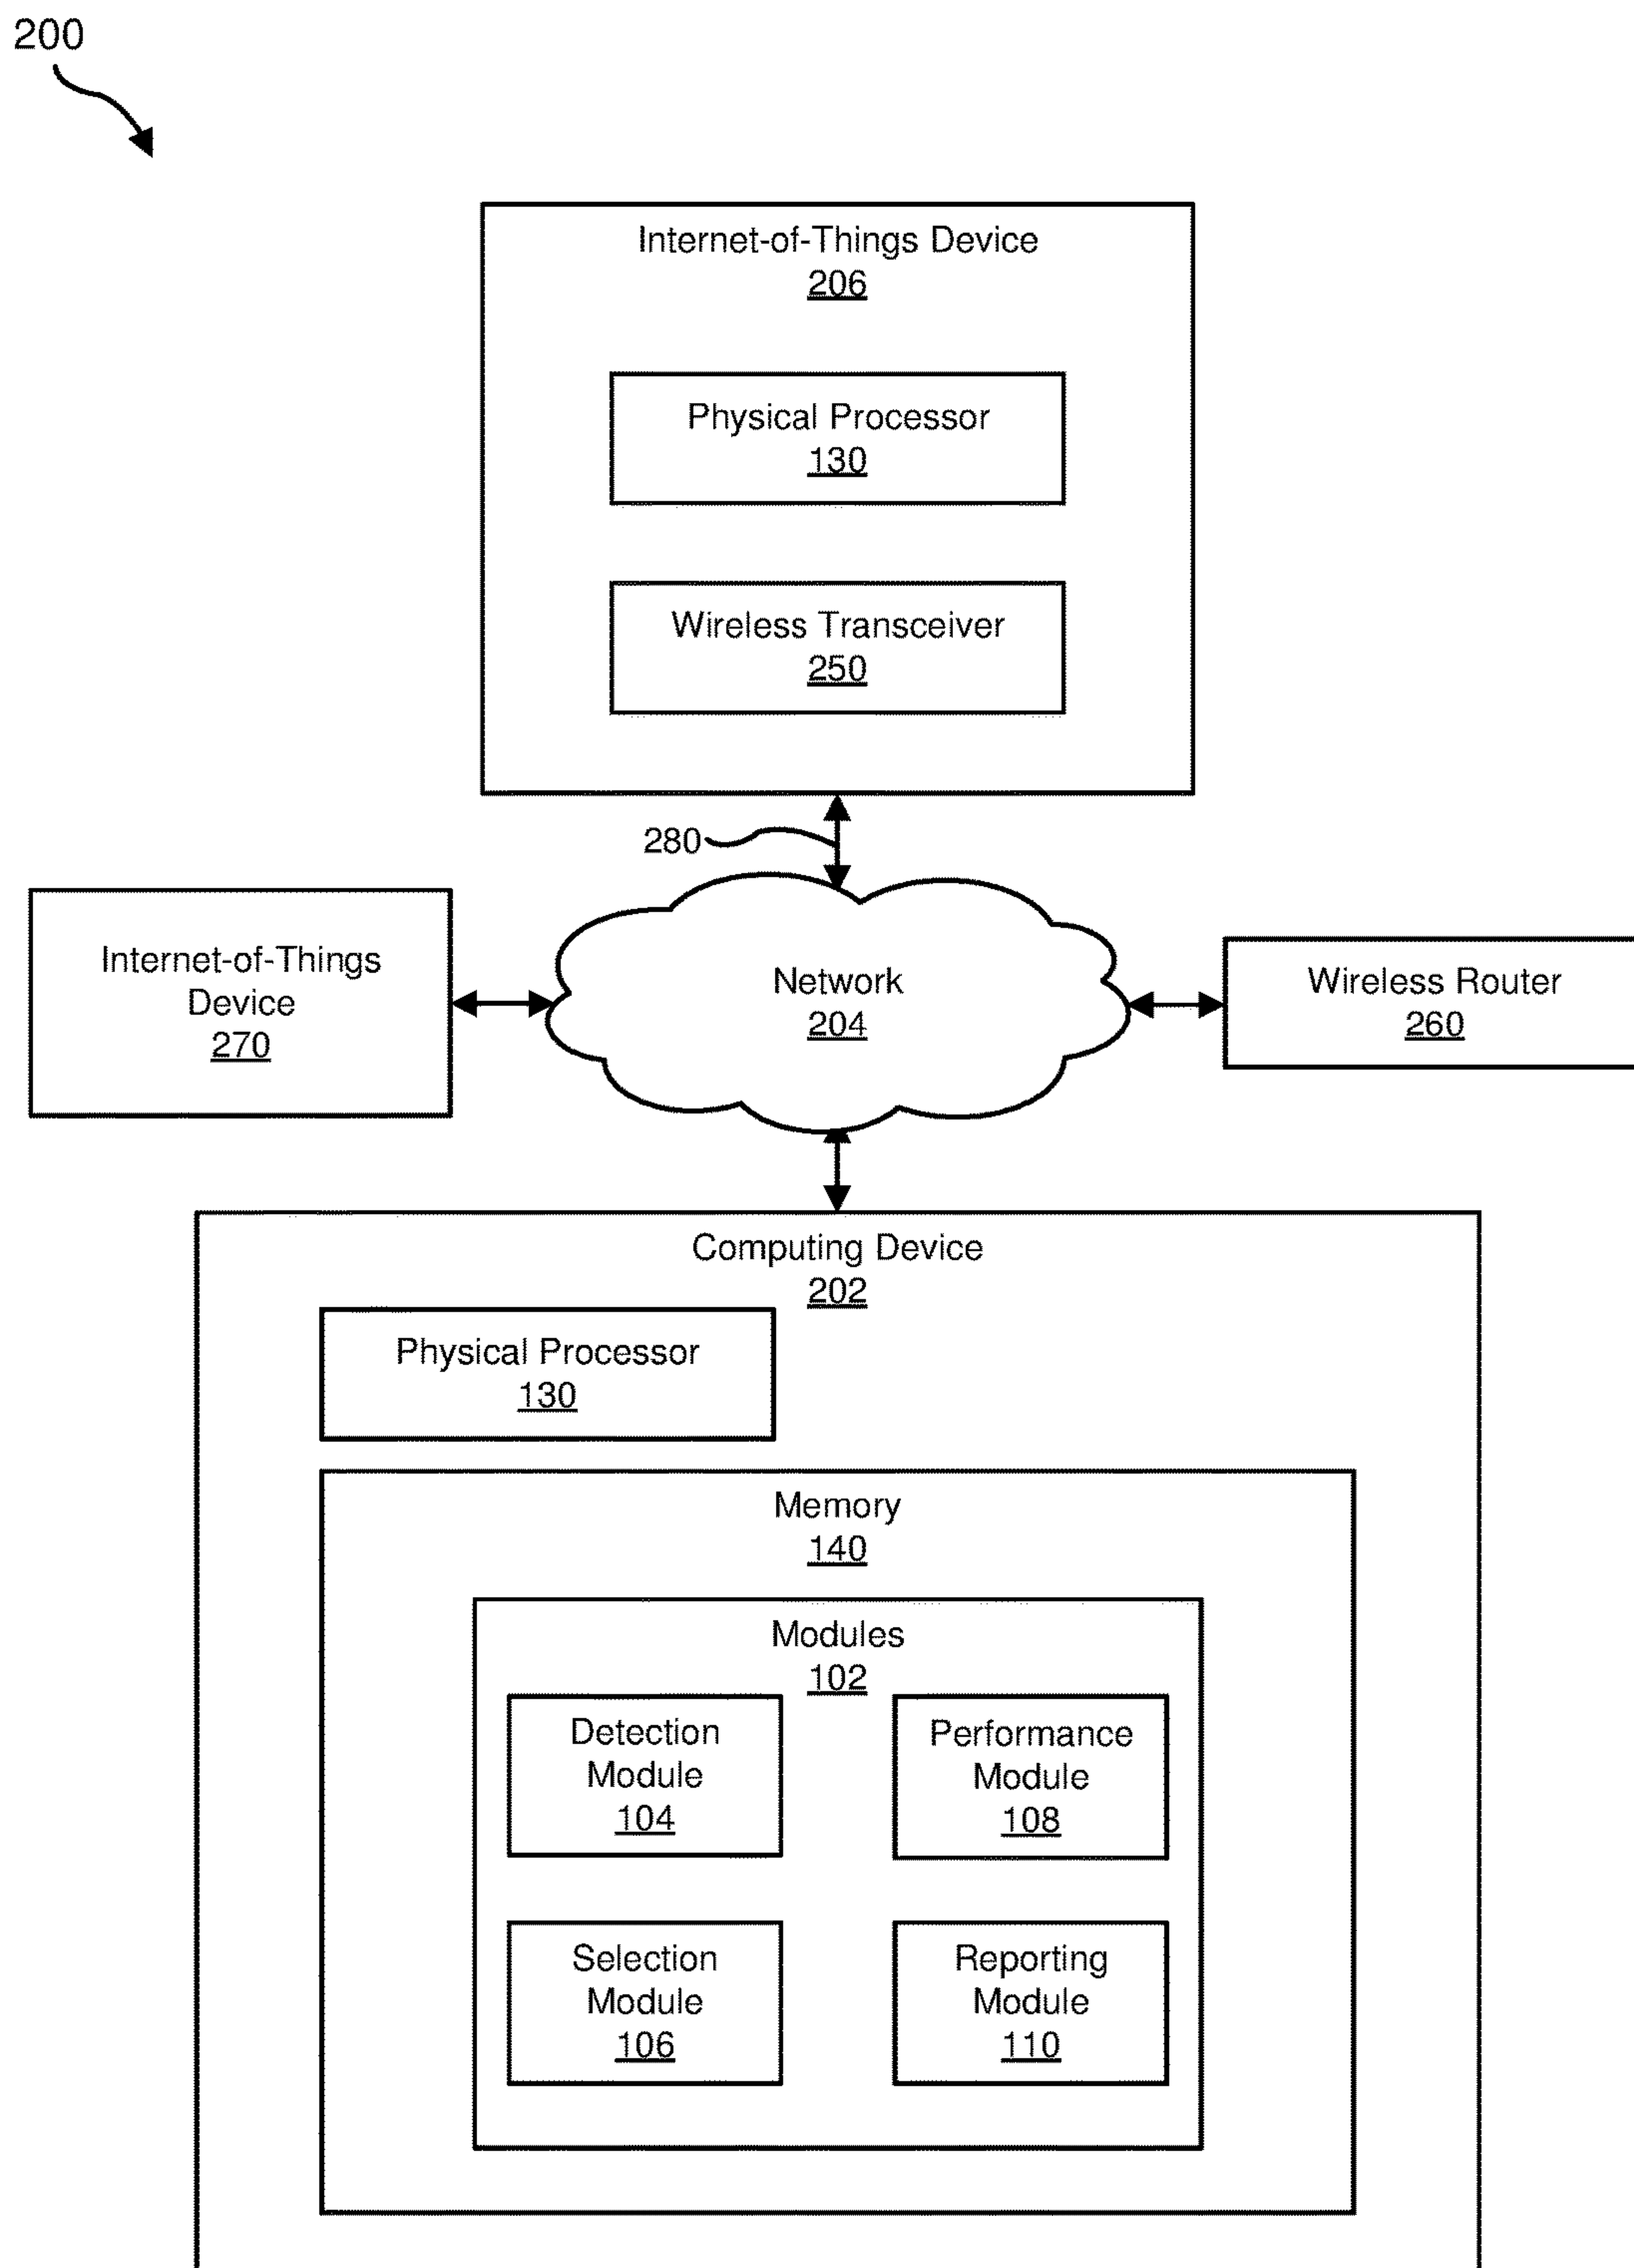 200
Internet-of-Things Device
206
Physical Processor
130
Wireless Transceiver
250
280
Internet-of-Things
Device
270
Network
204
Wireless Router
260
Computing Device
202
Physical Processor
130
Memory
140
Modules
102
Detection
Module
104
Performance
Module
108
Selection
Module
106
Reporting
Module
110